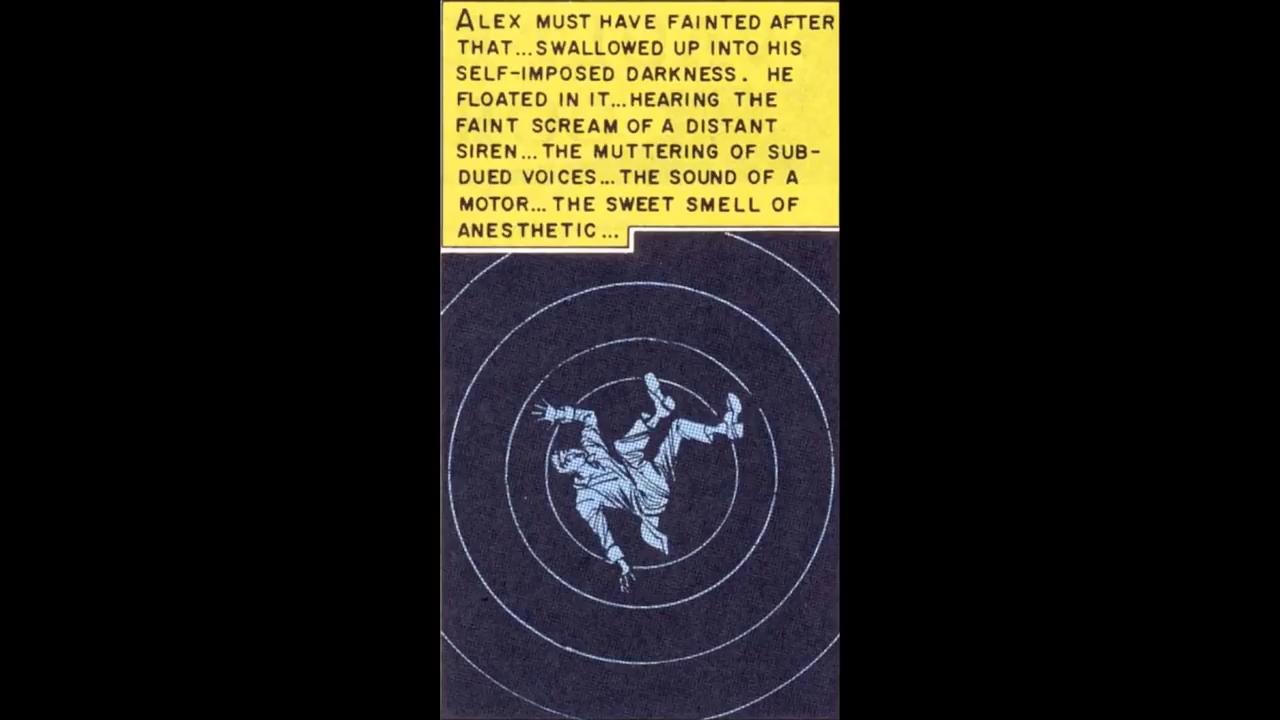 ALEX MUST HAVE FAINTED AFTER
THAT...SWALLOWED UP INTO HIS
SELF-IMPOSED DARKNESS. HE
FLOATED IN IT...HEARING THE
FAINT SCREAM OF A DISTANT
SIREN...THE MUTTERING OF SUB-
DUED VOICES...THE SOUND OF A
MOTOR...THE SWEET SMELL OF
ANESTHETIC...